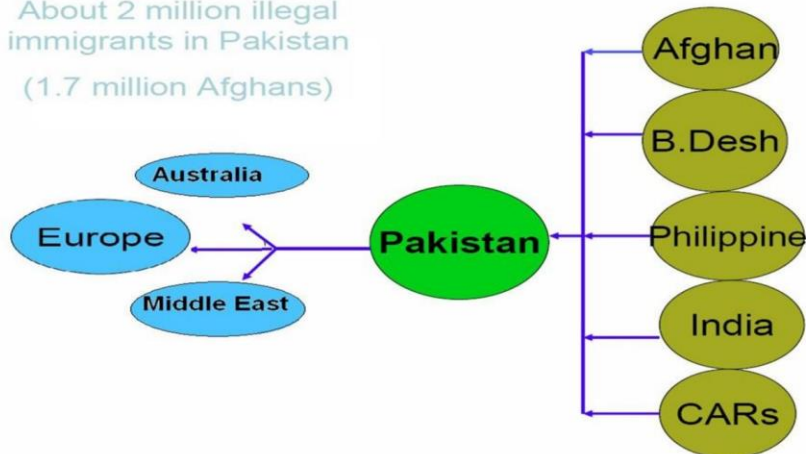 About 2 million illegal
immigrants in Pakistan
(1.7 million Afghans)
Australia
Europe
Middle East
Pakistan
Afghan
B.Desh
Philippine
India
CARs